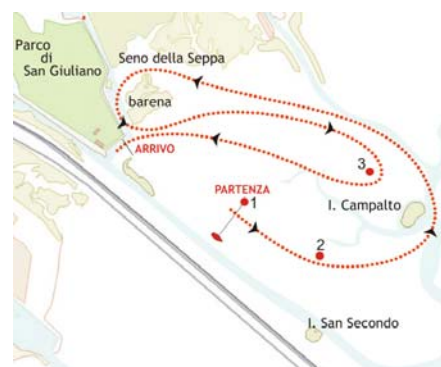 Parco
di
San Giuliano
Seno della Seppa
barena
ARRIVO
3
PARTENZA
1
I. Campalto
2
I. San Secondo